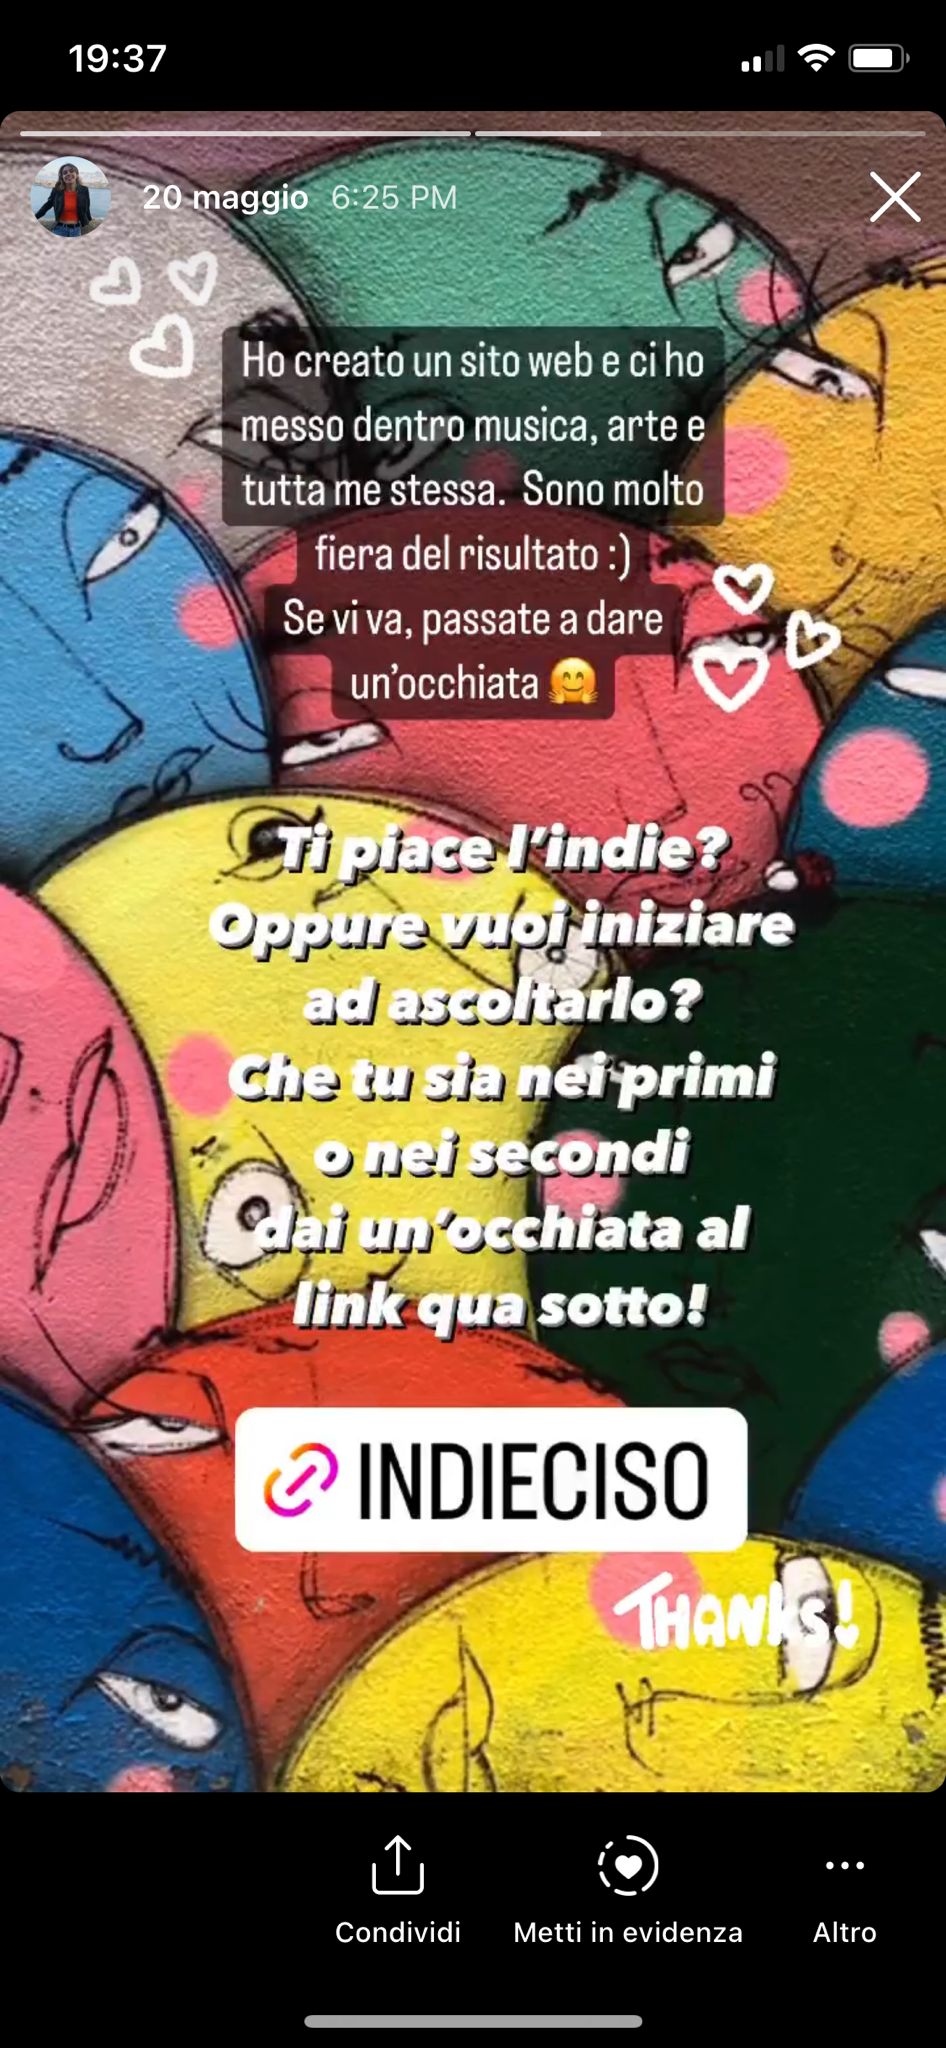 19:37
20 maggio 6:25 PM
Ho creato un sito web e ci ho
messo dentro musica, arte e
tutta me stessa. Sono molto
fiera del risultato :)
Se vi va, passate a dare
un'occhiata 🤗
Ti piace l'indie?
Oppure vuoi iniziare
ad ascoltarlo?
Che tu sia nei primi
o nei secondi
dai un'occhiata al
link qua sotto!
INDIECISO
THANKS!
Condividi Metti in evidenza Altro